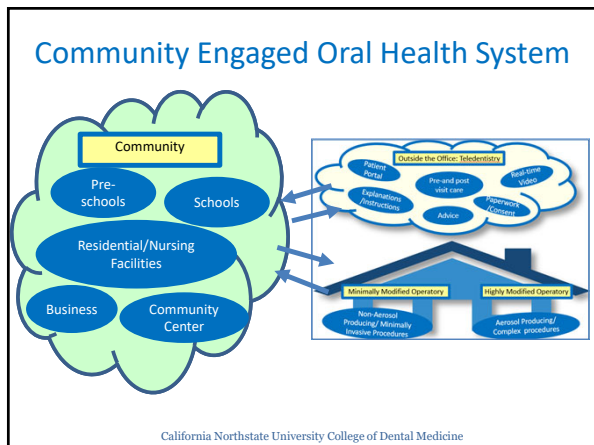 Community Engaged Oral Health System
Community
Pre-
schools
Schools
Residential/Nursing
Facilities
Business
Community
Center
Outside the Office: Teledentistry
Patient
Portal
Pre-and post
visit care
Real-time
Video
Explanations
/Instructions
Advice
Paperwork
/Consent
Minimally Modified Operatory
Highly Modified Operatory
Non-Aerosol
Producing/ Minimally
Invasive Procedures
Aerosol Producing/
Complex procedures
California Northstate University College of Dental Medicine